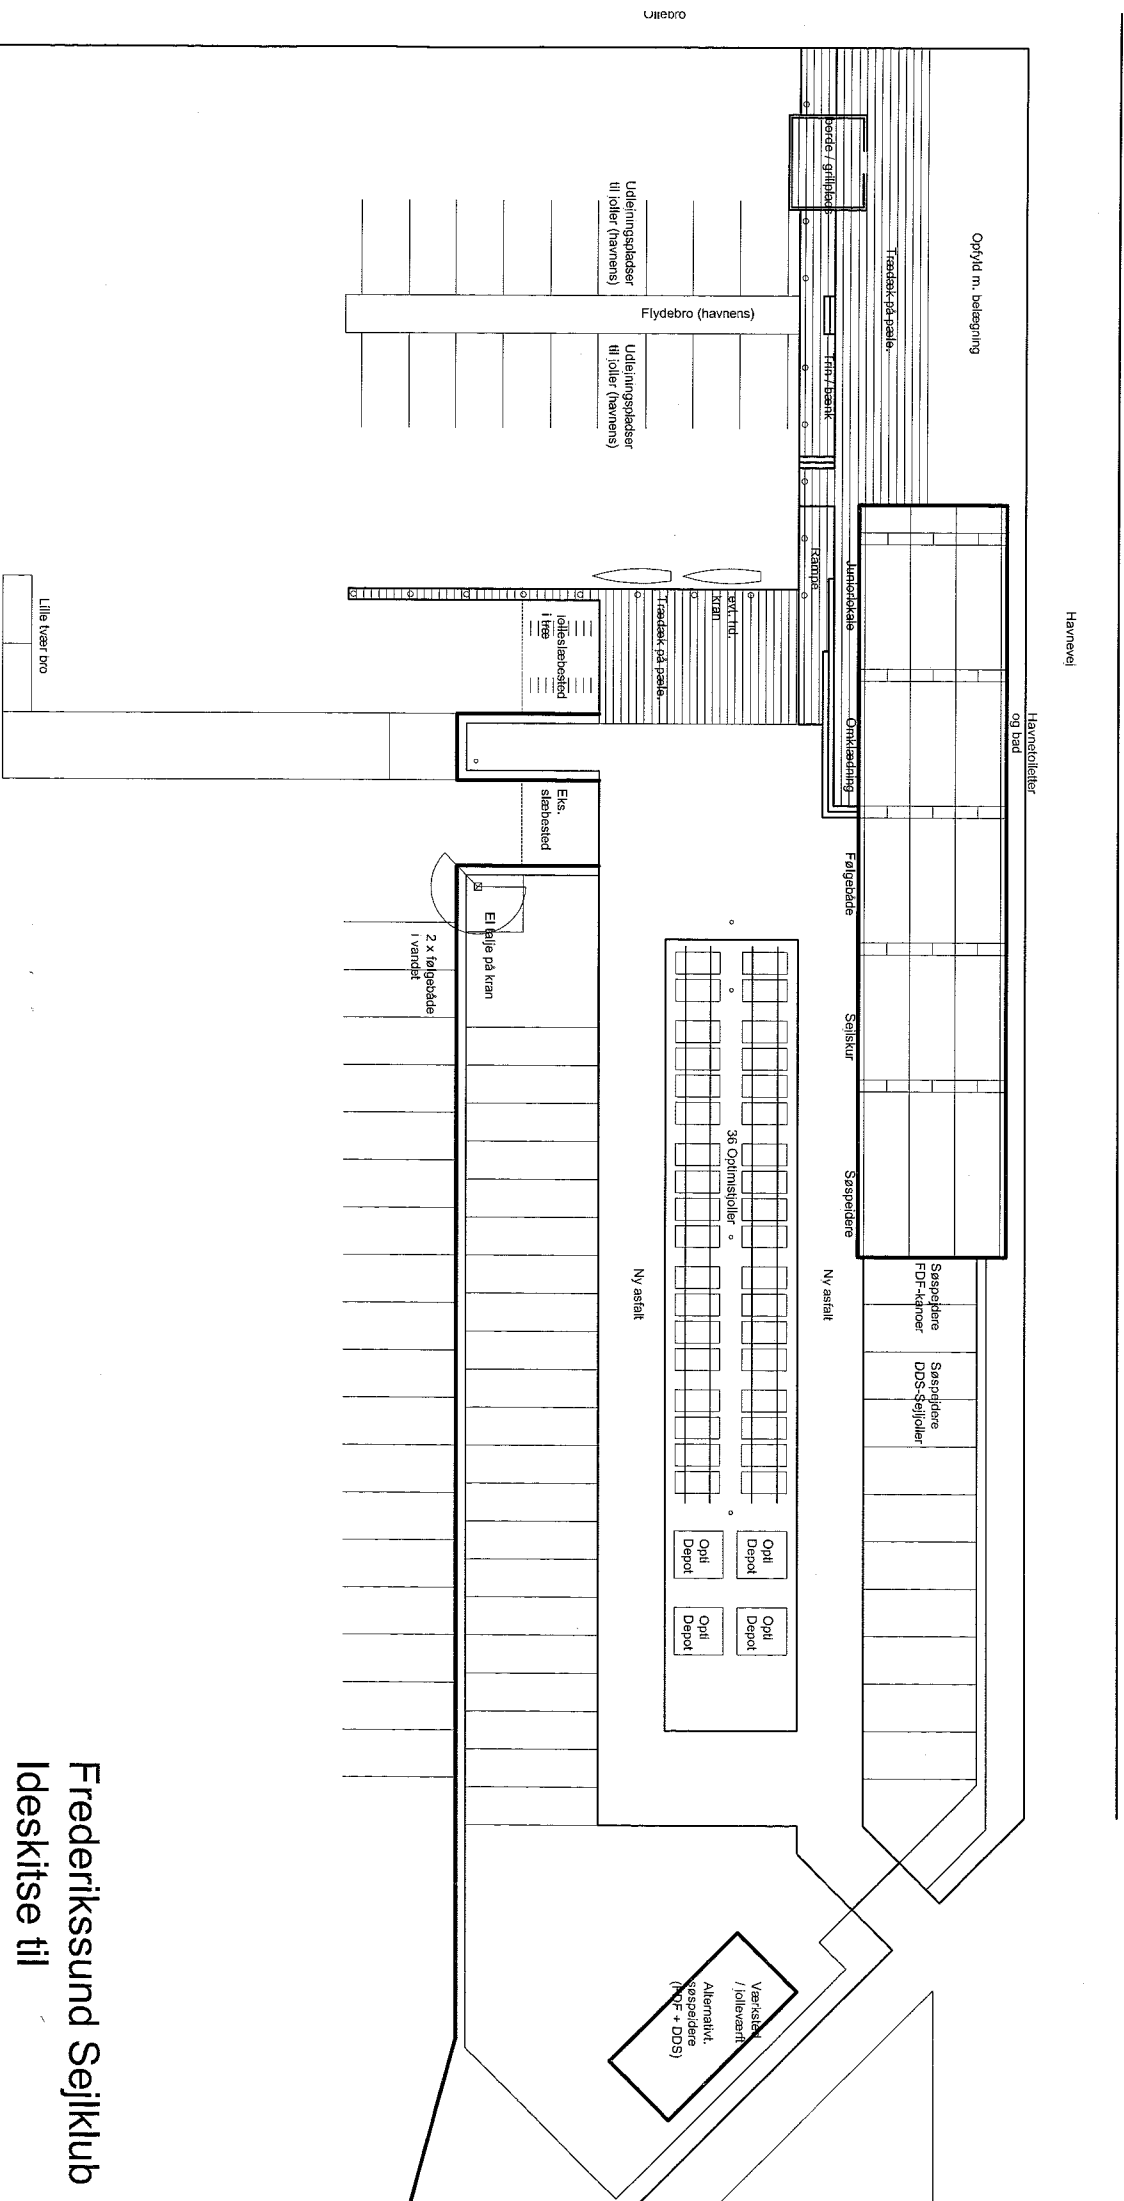 Havnevej
Havnetoiletter
og bad
Opfyld m. belægning
Trædæk på pæle.
borde / grillplads
Trin / bænk
Rampe
Juniorlokale
Omklædning
Følgebåde
Sejlskur
Søspejdere
Søspejdere
FDF-kanoer
Søspejdere
DDS-Sejljoller
Udlejningspladser
til joller (havnens)
Flydebro (havnens)
Udlejningspladser
til joller (havnens)
evt. hd.
kran
Trædæk på pæle.
jolleslæbested
i træ
Eks.
slæbested
El talje på kran
2 x følgebåde
i vandet
Lille tvær bro
36 Optimistjoller
Ny asfalt
Ny asfalt
Opti
Depot
Opti
Depot
Opti
Depot
Opti
Depot
Værksted
/ jolleværft
Alternativt.
søspejdere
(FDF + DDS)
Frederikssund Sejlklub
Ideskitse til